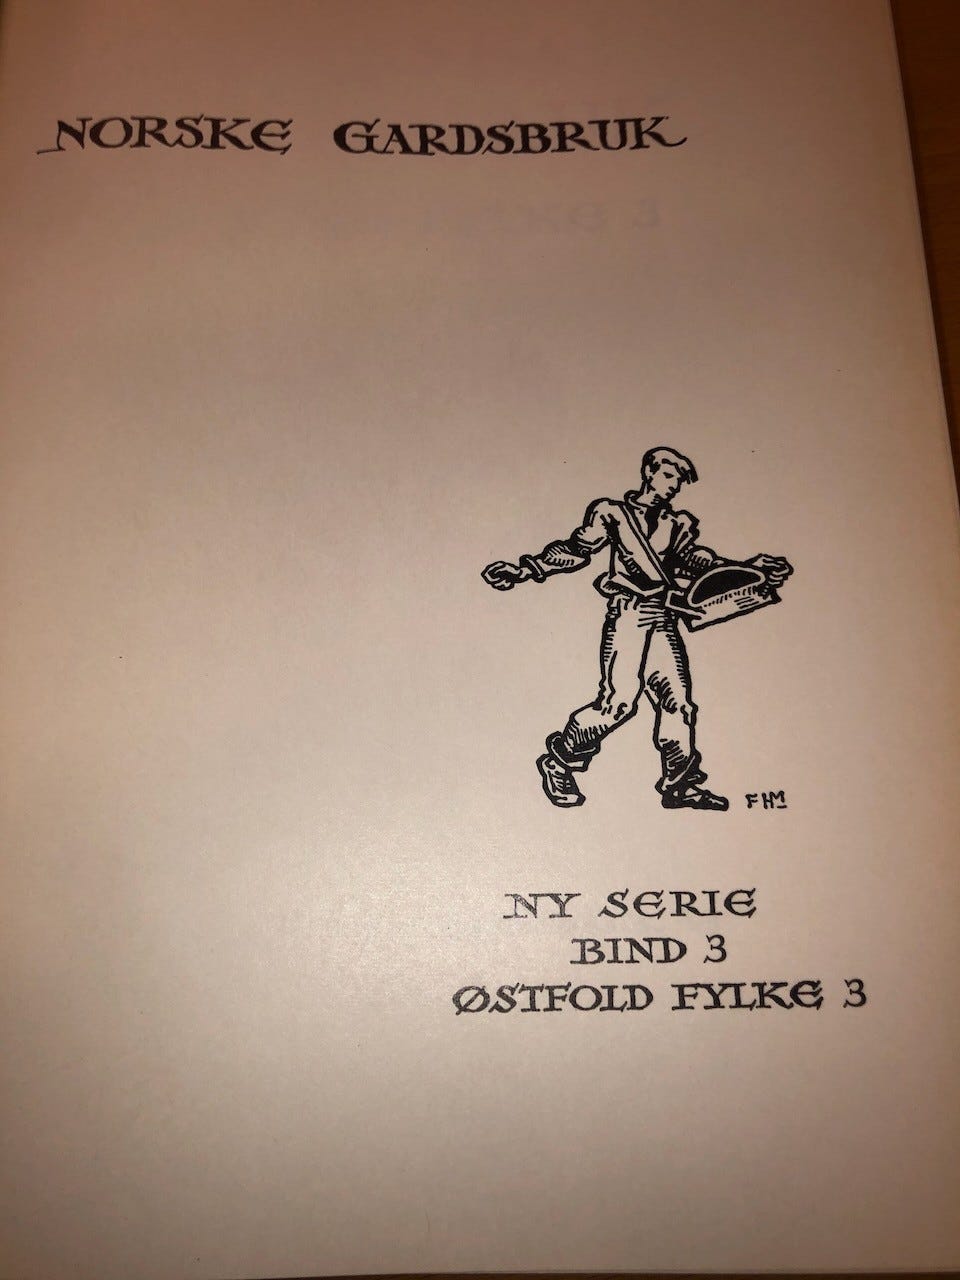 NORSKE GARDSBRUK
FHM
NY SERIE
BIND 3
ØSTFOLD FYLKE 3